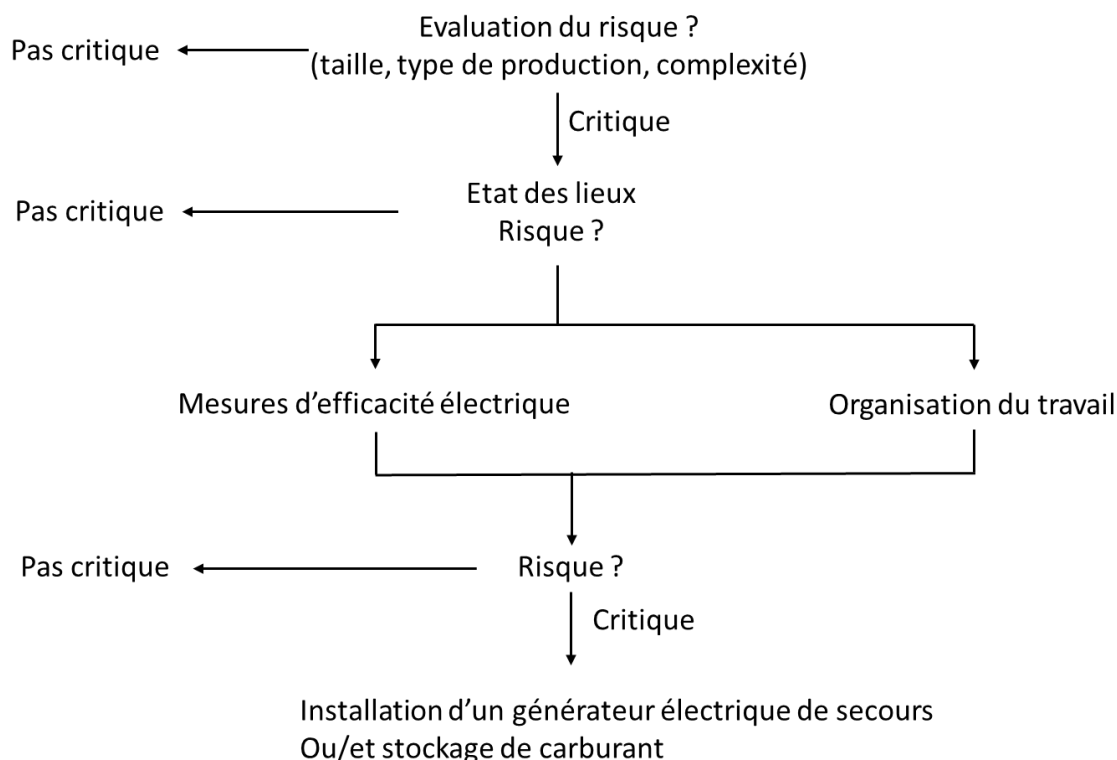 Evaluation du risque ?
Pas critique
(taille, type de production, complexité)
Critique
Etat des lieux
Pas critique
Risque ?
Mesures d'efficacité électrique
Organisation du travail
Pas critique
Risque ?
Critique
Installation d'un générateur électrique de secours
Ou/et stockage de carburant